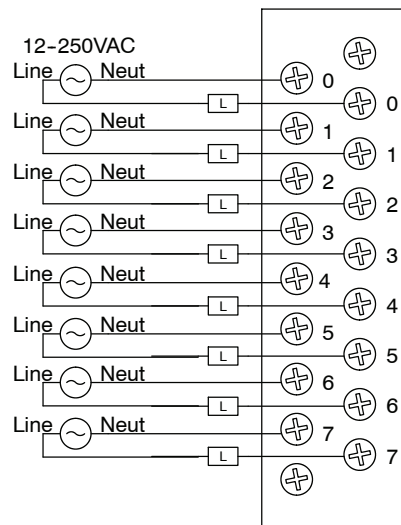 12-250VAC
Line Neut 0
L 0
Line Neut 1
L 1
Line Neut 2
L 2
Line Neut 3
L 3
Line Neut 4
L 4
Line Neut 5
L 5
Line Neut 6
L 6
Line Neut 7
L 7